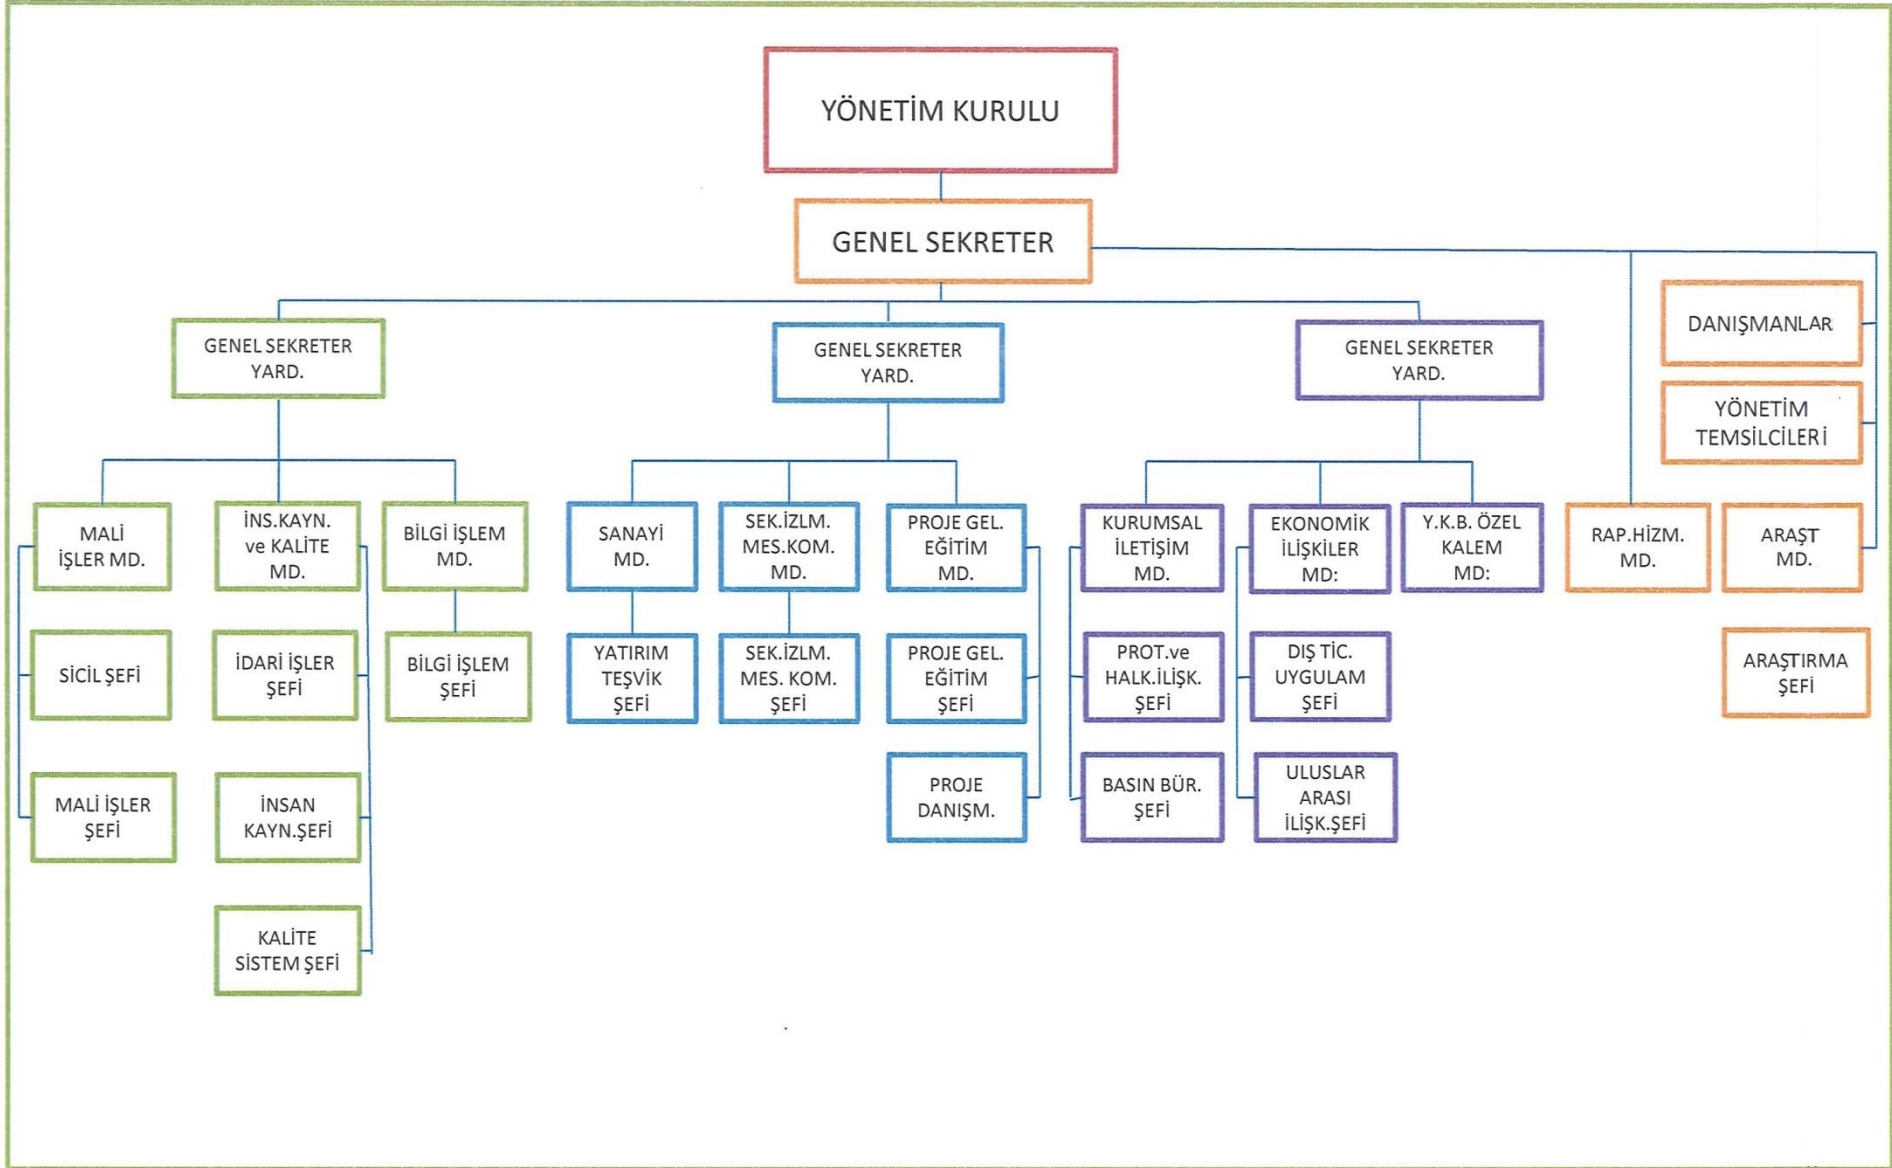 YÖNETİM KURULU
GENEL SEKRETER
GENEL SEKRETER
YARD.
GENEL SEKRETER
YARD.
GENEL SEKRETER
YARD.
DANIŞMANLAR
YÖNETİM
TEMSİLCİLERİ
MALİ
İŞLER MD.
İNS.KAYN.
ve KALİTE
MD.
BİLGİ İŞLEM
MD.
SANAYİ
MD.
SEK.İZLM.
MES.KOM.
MD.
PROJE GEL.
EĞİTİM
MD.
KURUMSAL
İLETİŞİM
MD.
EKONOMİK
İLİŞKİLER
MD:
Y.K.B. ÖZEL
KALEM
MD:
RAP.HİZM.
MD.
ARAŞT
MD.
SİCİL ŞEFİ
İDARİ İŞLER
ŞEFİ
BİLGİ İŞLEM
ŞEFİ
YATIRIM
TEŞVİK
ŞEFİ
SEK.İZLM.
MES. KOM.
ŞEFİ
PROJE GEL.
EĞİTİM
ŞEFİ
PROT.ve
HALK.İLİŞK.
ŞEFİ
DIŞ TİC.
UYGULAM
ŞEFİ
ARAŞTIRMA
ŞEFİ
MALİ İŞLER
ŞEFİ
İNSAN
KAYN.ŞEFİ
PROJE
DANIŞM.
BASIN BÜR.
ŞEFİ
ULUSLAR
ARASI
İLİŞK.ŞEFİ
KALİTE
SİSTEM ŞEFİ